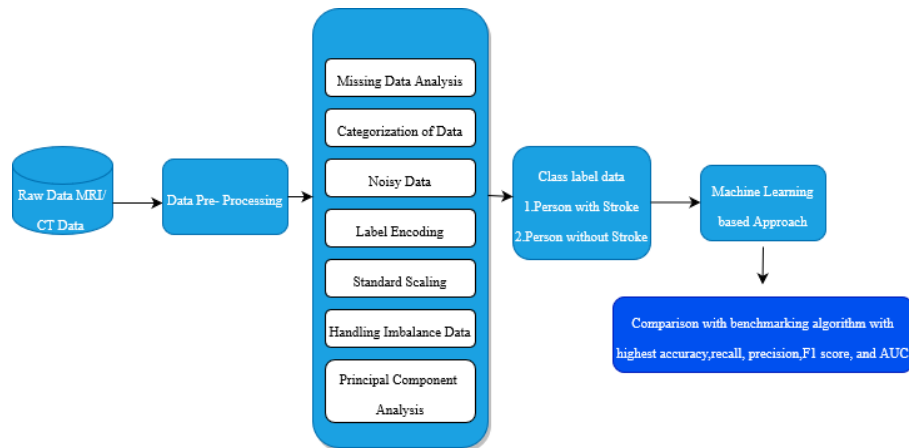 Raw Data MRI/
CT Data
Data Pre- Processing
Missing Data Analysis
Categorization of Data
Noisy Data
Label Encoding
Standard Scaling
Handling Imbalance Data
Principal Component
Analysis
Class label data
1.Person with Stroke
2.Person without Stroke
Machine Learning
based Approach
Comparison with benchmarking algorithm with
highest accuracy,recall, precision,F1 score, and AUC